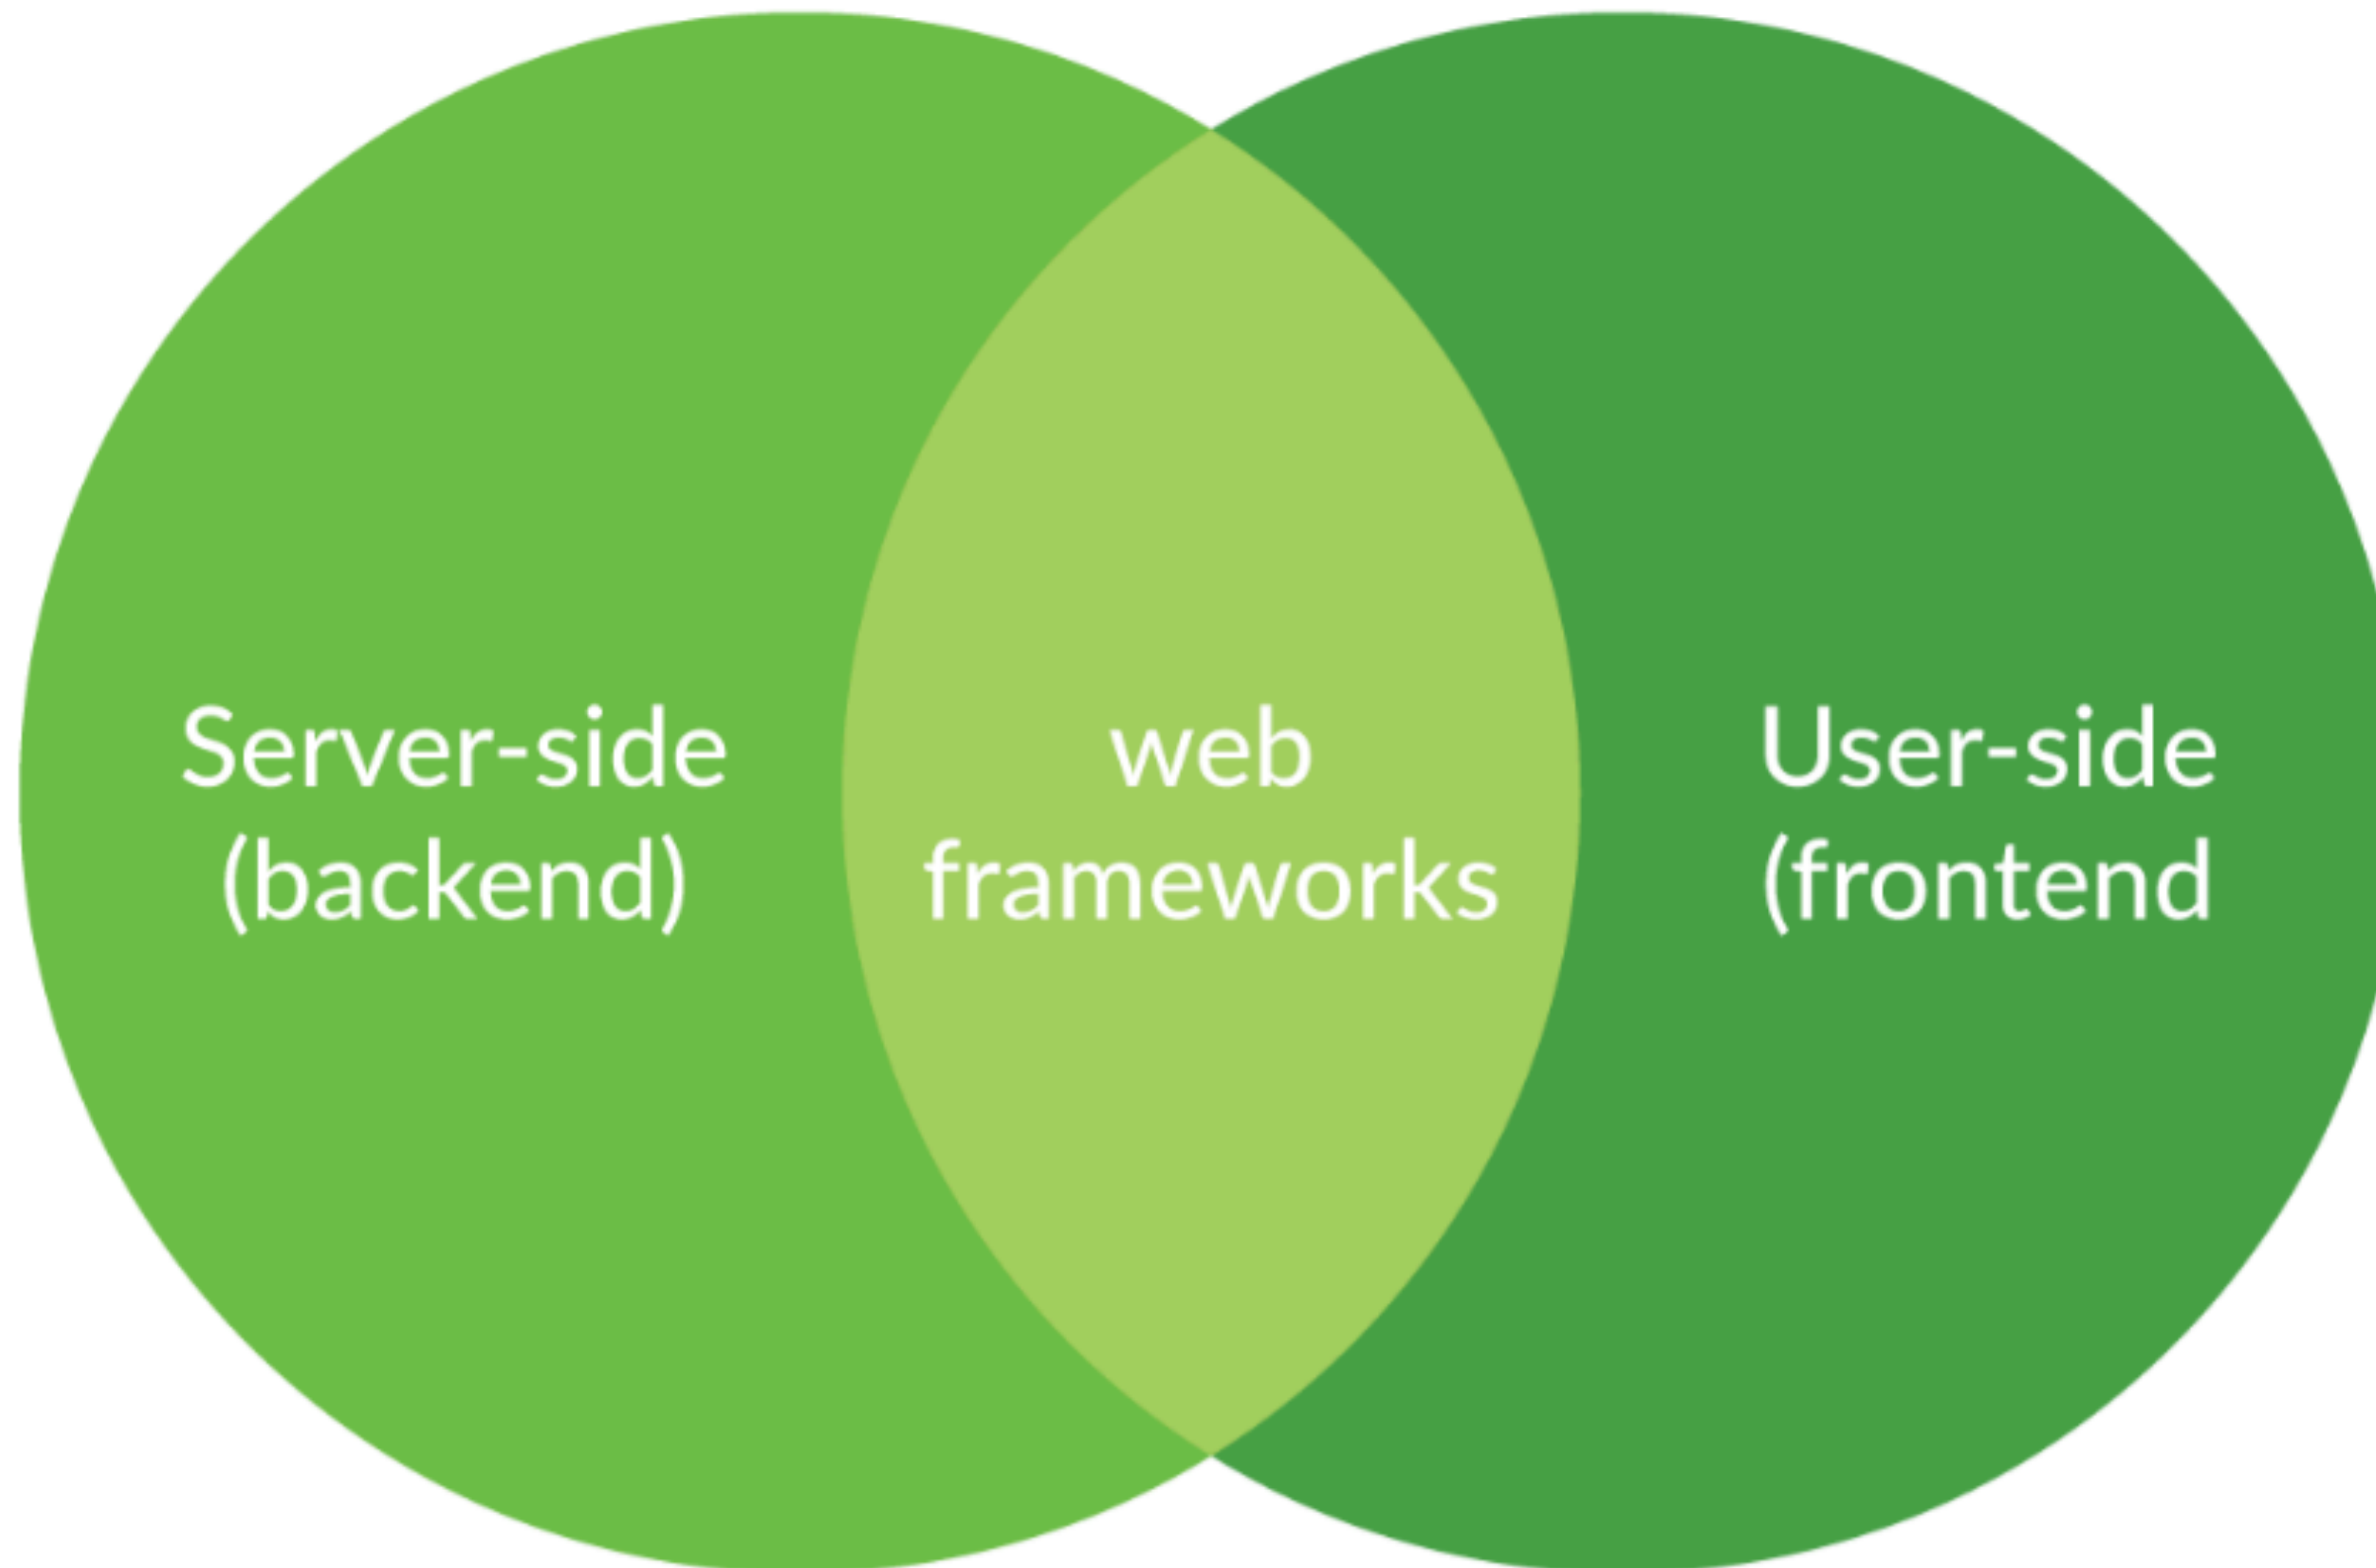 Server-side
(backend)
web
frameworks
User-side
(frontend